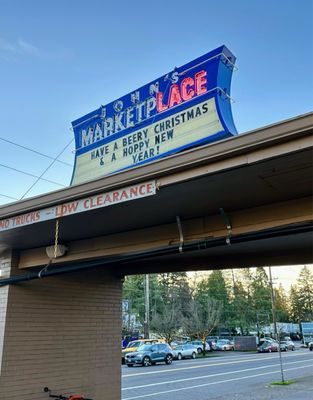 JOHN'S
MARKETPLACE
HAVE A BEERY CHRISTMAS
& A HOPPY NEW
YEAR!
NO TRUCKS - LOW CLEARANCE